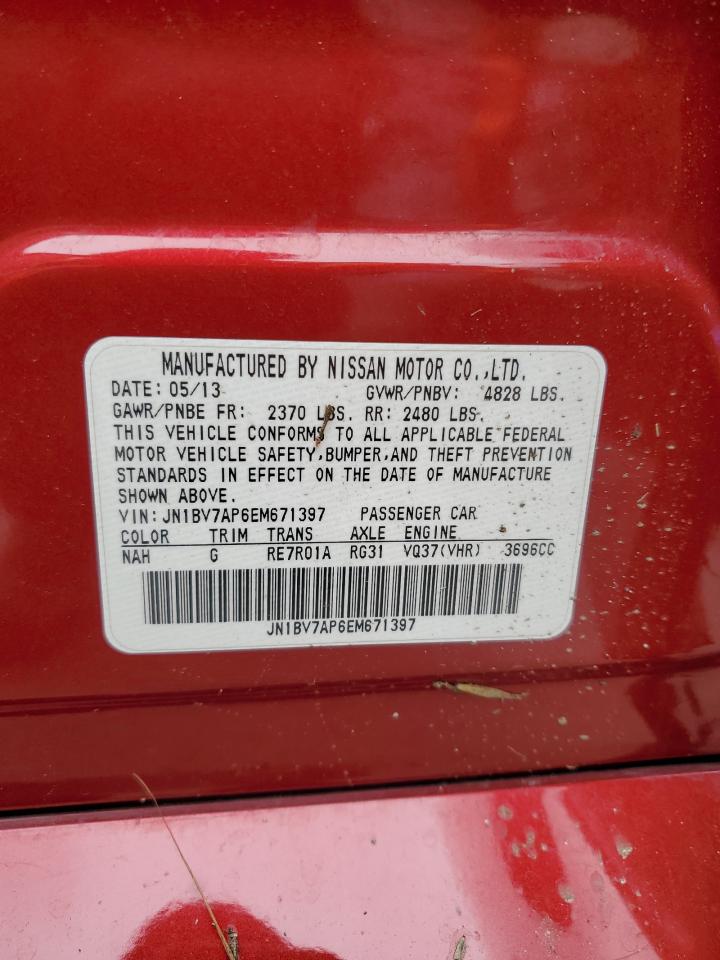 MANUFACTURED BY NISSAN MOTOR CO.,LTD.
DATE: 05/13 GVWR/PNBV: 4828 LBS.
GAWR/PNBE FR: 2370 LBS. RR: 2480 LBS.
THIS VEHICLE CONFORMS TO ALL APPLICABLE FEDERAL
MOTOR VEHICLE SAFETY,BUMPER,AND THEFT PREVENTION
STANDARDS IN EFFECT ON THE DATE OF MANUFACTURE
SHOWN ABOVE.
VIN: JN1BV7AP6EM671397 PASSENGER CAR
COLOR TRIM TRANS AXLE ENGINE
NAH G RE7R01A RG31 VQ37(VHR) 3696CC
JN1BV7AP6EM671397